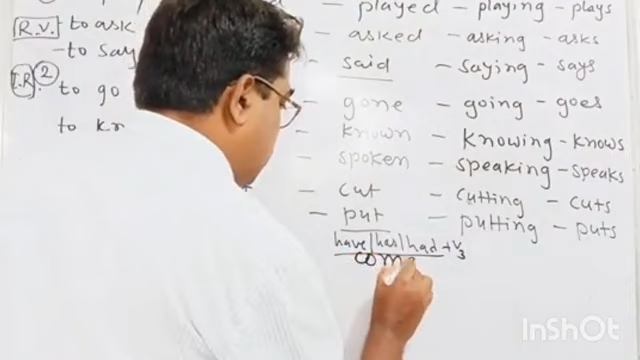 - played - playing - plays
R.V. to ask - asked - asking - asks
- to say - said - saying - says
I.R. 2 to go - gone - going - goes
to kn - known - knowing - knows
- spoken - speaking - speaks
- cut - cutting - cuts
- put - putting - puts
have|has|had + V3
com
InShOt